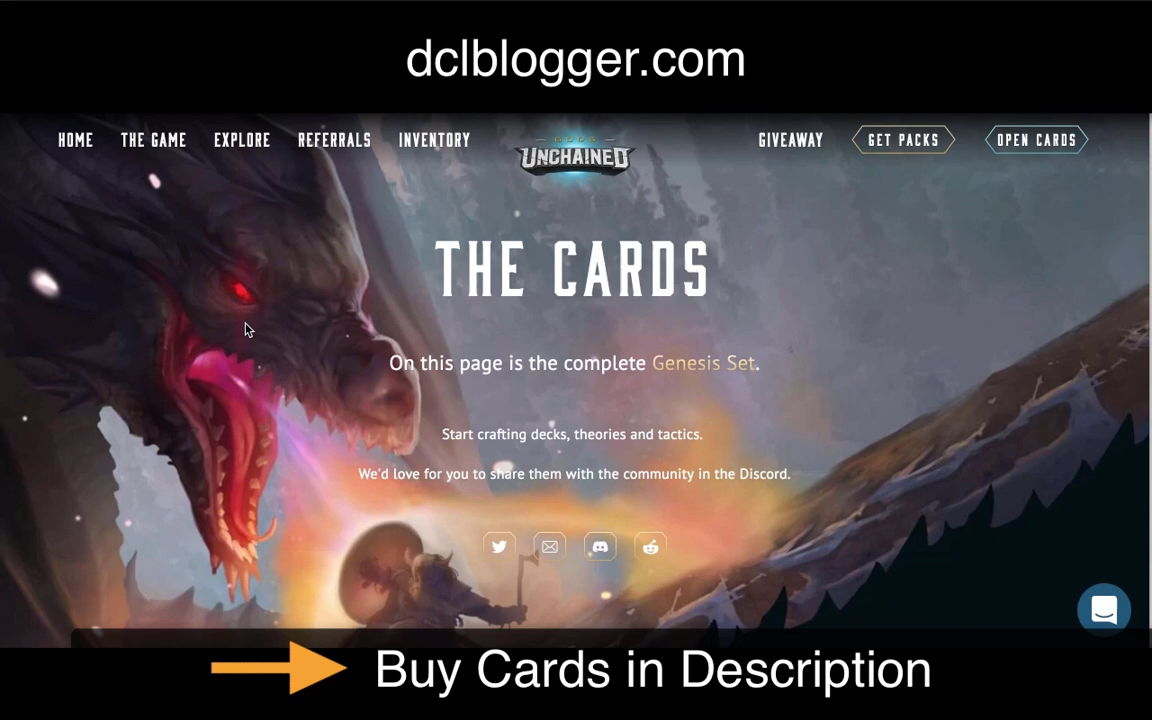 dclblogger.com
HOME THE GAME EXPLORE REFERRALS INVENTORY GODS UNCHAINED GIVEAWAY GET PACKS OPEN CARDS
THE CARDS
On this page is the complete Genesis Set.
Start crafting decks, theories and tactics.
We'd love for you to share them with the community in the Discord.
Buy Cards in Description